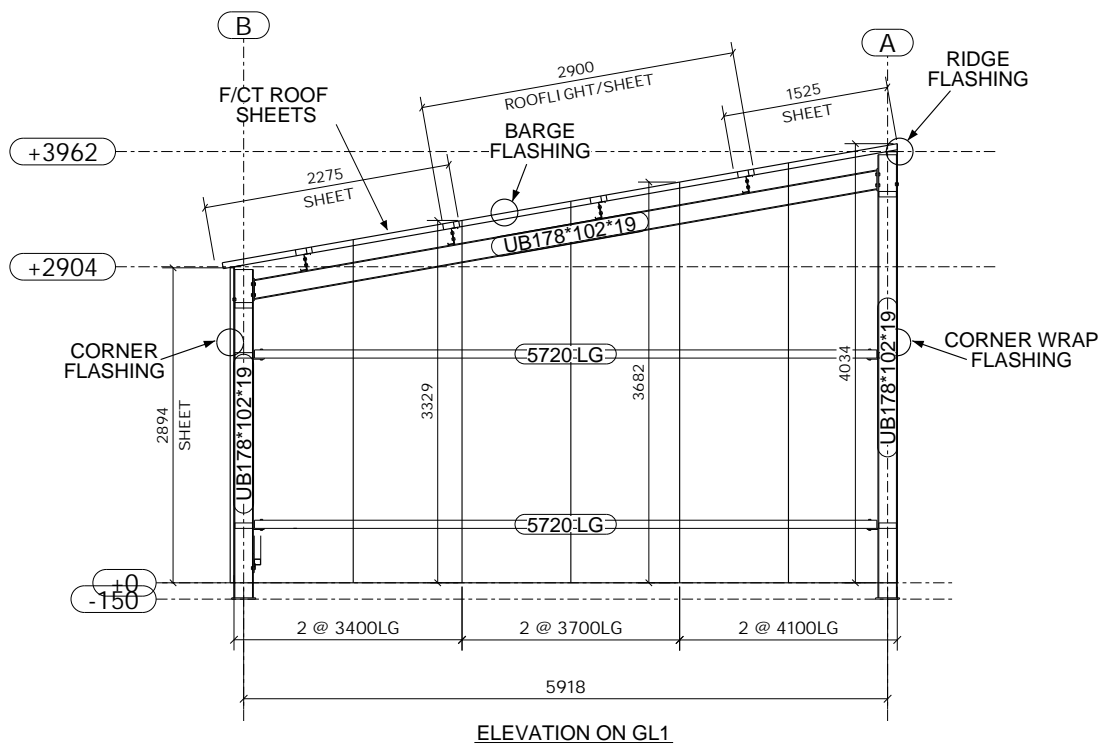 B
A
2900
ROOFLIGHT/SHEET
RIDGE
FLASHING
F/CT ROOF
SHEETS
1525
SHEET
BARGE
FLASHING
+3962
2275
SHEET
UB178*102*19
+2904
CORNER
FLASHING
5720 LG
CORNER WRAP
FLASHING
2894
SHEET
UB178*102*19
3329
3682
4034
UB178*102*19
5720 LG
±0
-150
2 @ 3400LG
2 @ 3700LG
2 @ 4100LG
5918
ELEVATION ON GL1